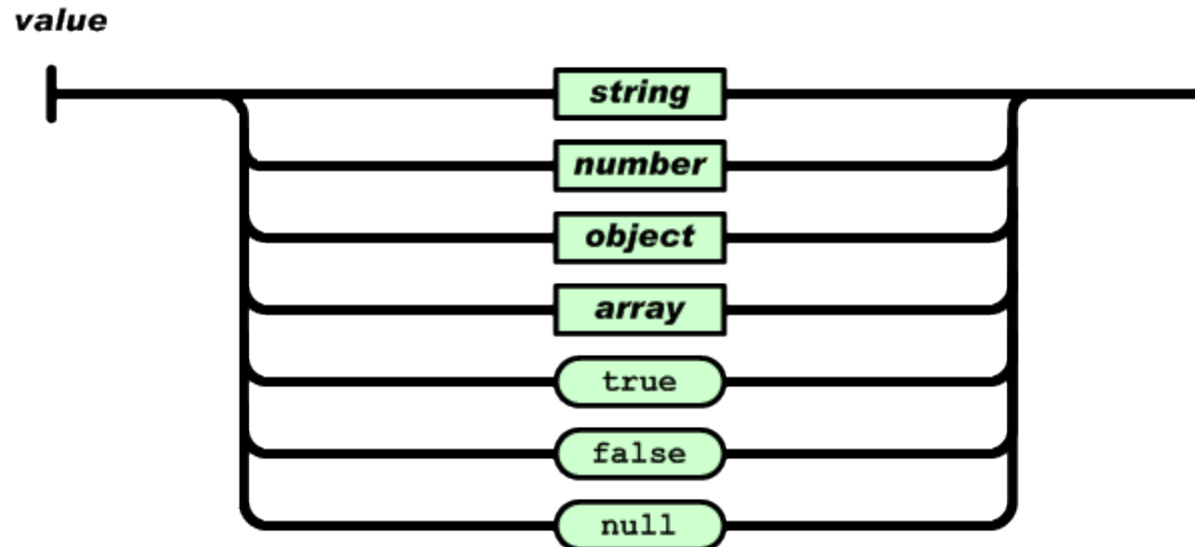 value
string
number
object
array
true
false
null